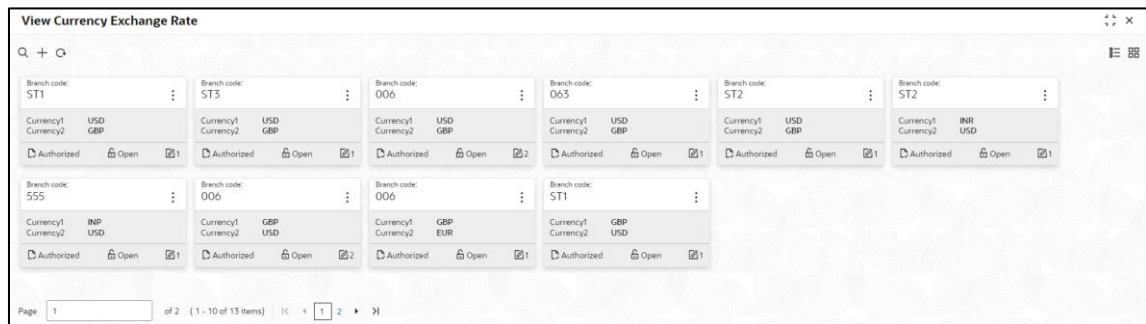 View Currency Exchange Rate
Branch code: Branch code: Branch code: Branch code: Branch code: Branch code:
ST1 ST3 006 063 ST2 ST2
Currency1 USD Currency1 USD Currency1 USD Currency1 USD Currency1 USD Currency1 INR
Currency2 GBP Currency2 GBP Currency2 GBP Currency2 GBP Currency2 GBP Currency2 USD
Authorized Open 1 Authorized Open 1 Authorized Open 2 Authorized Open 1 Authorized Open 1 Authorized Open 1
Branch code: Branch code: Branch code: Branch code:
555 006 006 ST1
Currency1 INP Currency1 GBP Currency1 GBP Currency1 GBP
Currency2 USD Currency2 USD Currency2 EUR Currency2 USD
Authorized Open 1 Authorized Open 2 Authorized Open 1 Authorized Open 1
Page 1 of 2 (1 - 10 of 13 items) 1 2